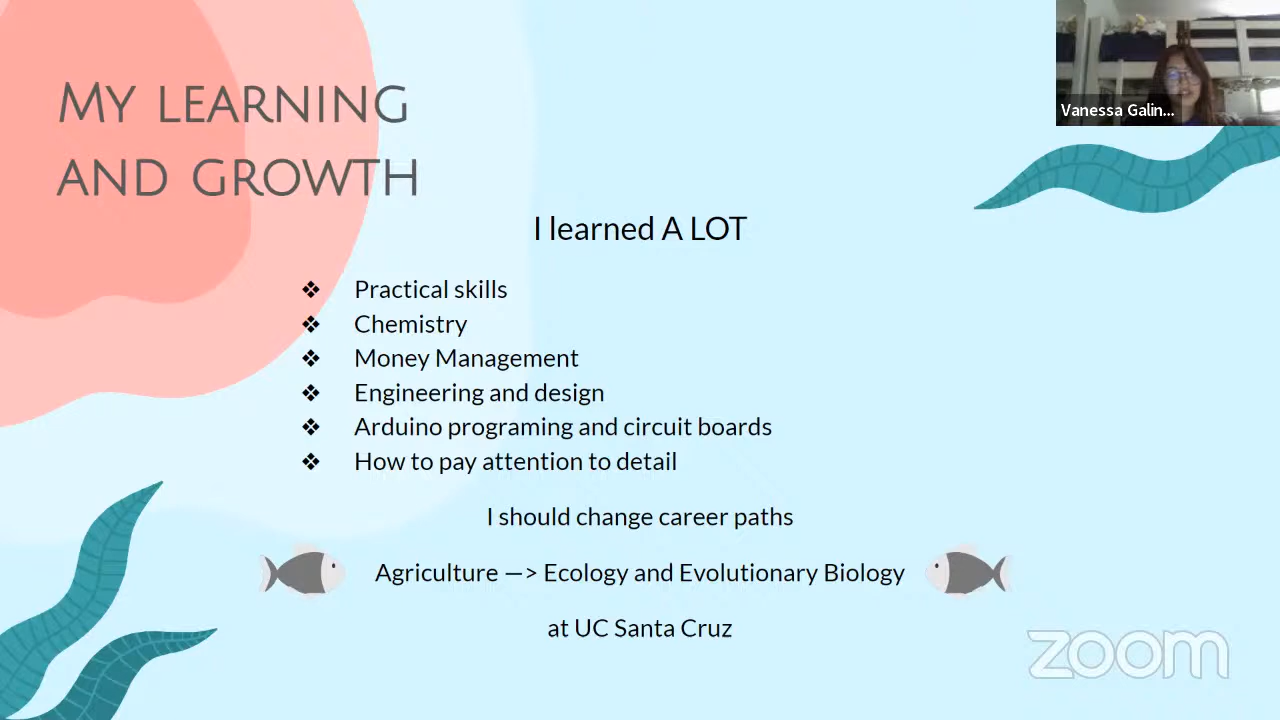 My learning
and growth
Vanessa Galin...
I learned A LOT
❖ Practical skills
❖ Chemistry
❖ Money Management
❖ Engineering and design
❖ Arduino programing and circuit boards
❖ How to pay attention to detail
I should change career paths
Agriculture —> Ecology and Evolutionary Biology
at UC Santa Cruz
zoom